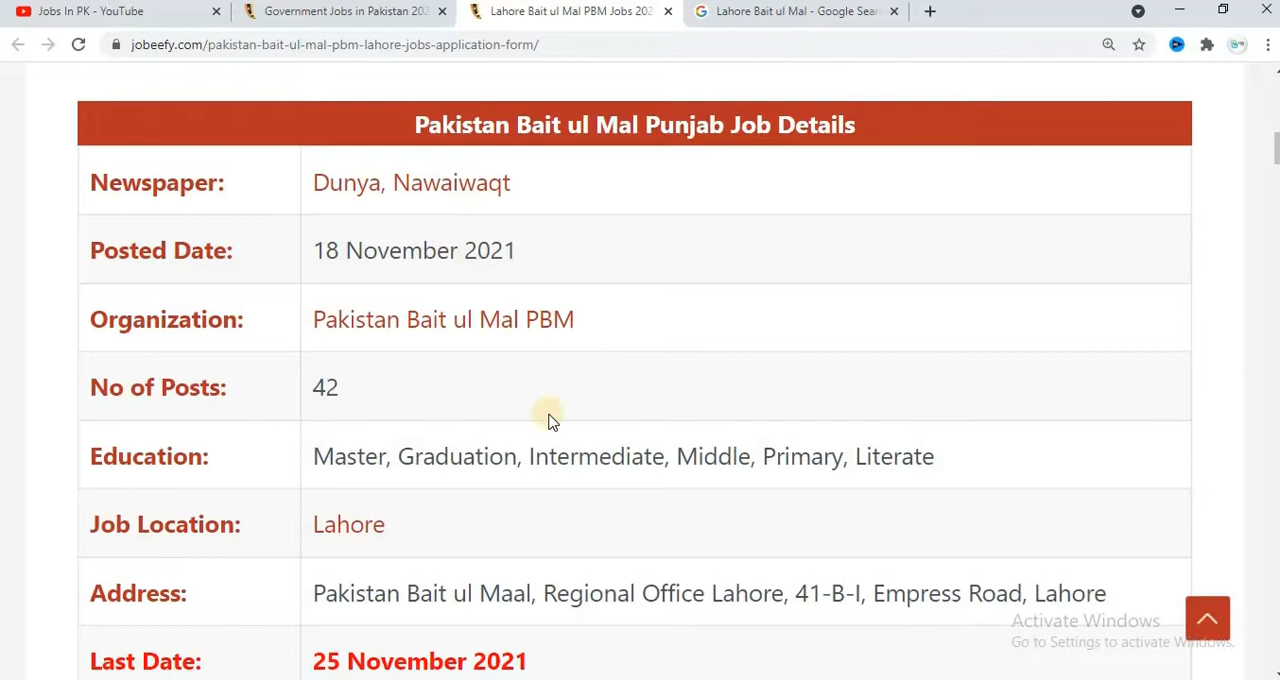 Jobs In PK - YouTube
Government Jobs in Pakistan 202
Lahore Bait ul Mal PBM Jobs 202
Lahore Bait ul Mal - Google Sear
jobeefy.com/pakistan-bait-ul-mal-pbm-lahore-jobs-application-form/
Pakistan Bait ul Mal Punjab Job Details
Newspaper: Dunya, Nawaiwaqt
Posted Date: 18 November 2021
Organization: Pakistan Bait ul Mal PBM
No of Posts: 42
Education: Master, Graduation, Intermediate, Middle, Primary, Literate
Job Location: Lahore
Address: Pakistan Bait ul Maal, Regional Office Lahore, 41-B-I, Empress Road, Lahore
Activate Windows
Go to Settings to activate Windows.
Last Date: 25 November 2021